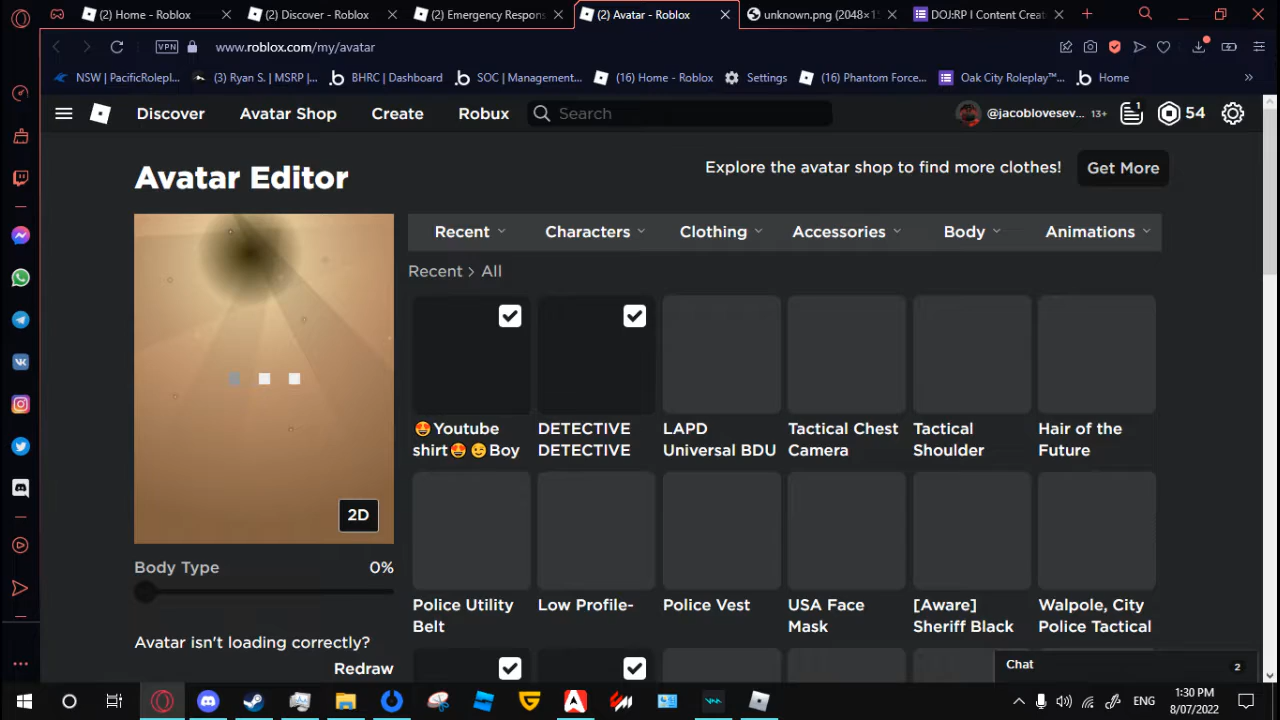 (2) Home - Roblox
(2) Discover - Roblox
(2) Emergency Respons
(2) Avatar - Roblox
unknown.png (2048×1
DOJ:RP I Content Creat
VPN
www.roblox.com/my/avatar
NSW | PacificRolepl...
(3) Ryan S. | MSRP |...
BHRC | Dashboard
SOC | Management...
(16) Home - Roblox
Settings
(16) Phantom Force...
Oak City Roleplay™...
Home
»
Discover
Avatar Shop
Create
Robux
Search
@jacoblovesev...
13+
1
54
Avatar Editor
Explore the avatar shop to find more clothes!
Get More
Recent
Characters
Clothing
Accessories
Body
Animations
Recent > All
🤩Youtube
shirt🤩 😉Boy
DETECTIVE
DETECTIVE
LAPD
Universal BDU
Tactical Chest
Camera
Tactical
Shoulder
Hair of the
Future
2D
Body Type
0%
Police Utility
Belt
Low Profile-
Police Vest
USA Face
Mask
[Aware]
Sheriff Black
Walpole, City
Police Tactical
Avatar isn't loading correctly?
Redraw
Chat
2
ENG
1:30 PM
8/07/2022